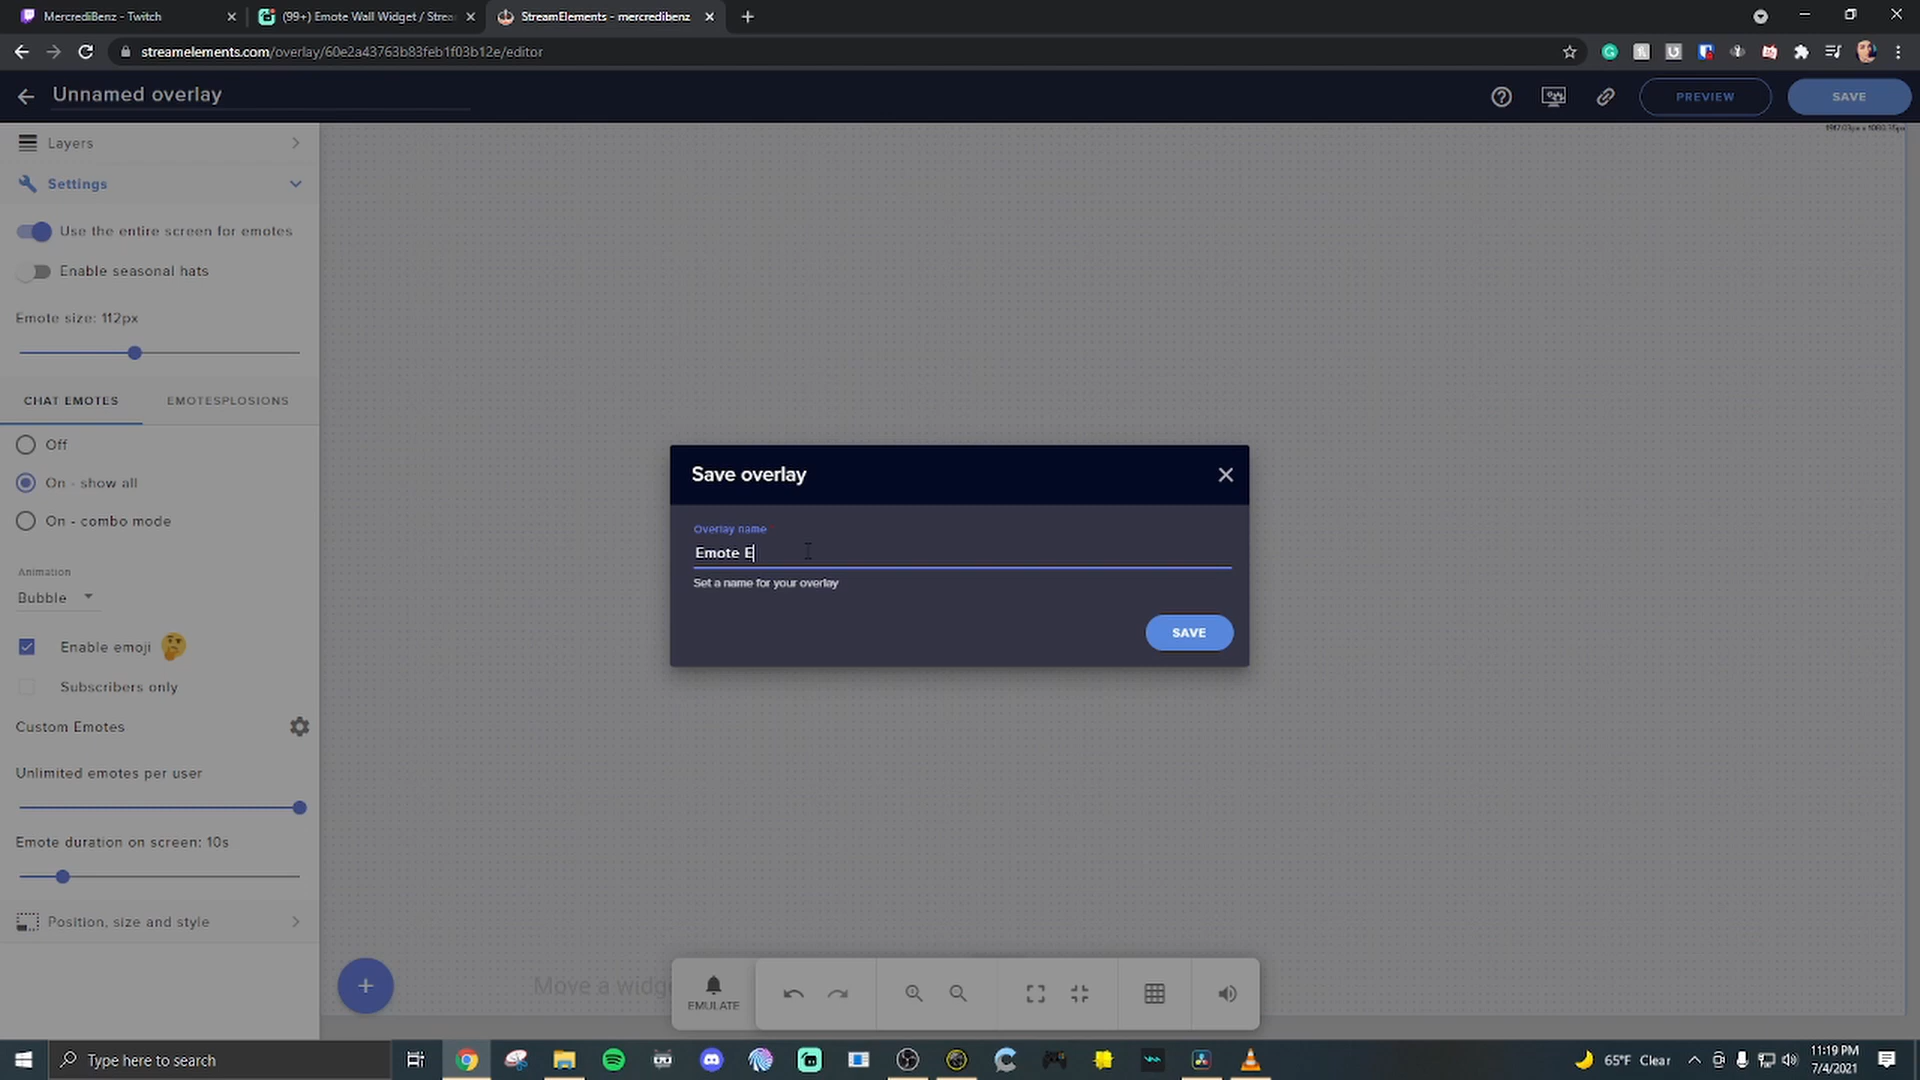 MercrediBenz - Twitch
(99+) Emote Wall Widget / Strea
StreamElements - mercredibenz
streamelements.com/overlay/60e2a43763b83feb1f03b12e/editor
Unnamed overlay
PREVIEW
SAVE
Layers
Settings
Use the entire screen for emotes
Enable seasonal hats
Emote size: 112px
CHAT EMOTES
EMOTESPLOSIONS
Off
On - show all
On - combo mode
Animation
Bubble
Enable emoji
Subscribers only
Custom Emotes
Unlimited emotes per user
Emote duration on screen: 10s
Position, size and style
Save overlay
Overlay name
Emote E
Set a name for your overlay
SAVE
Move a widg
EMULATE
Type here to search
65°F Clear
11:19 PM
7/4/2021